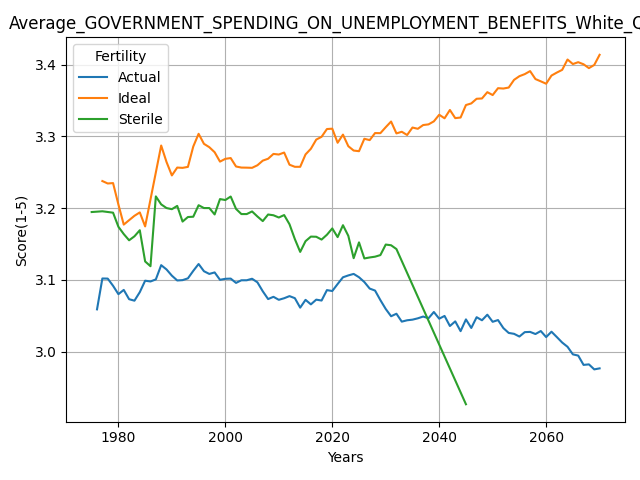 Average_GOVERNMENT_SPENDING_ON_UNEMPLOYMENT_BENEFITS_White_
Fertility
Actual
Ideal
Sterile
Score(1-5)
3.4
3.3
3.2
3.1
3.0
1980 2000 2020 2040 2060
Years